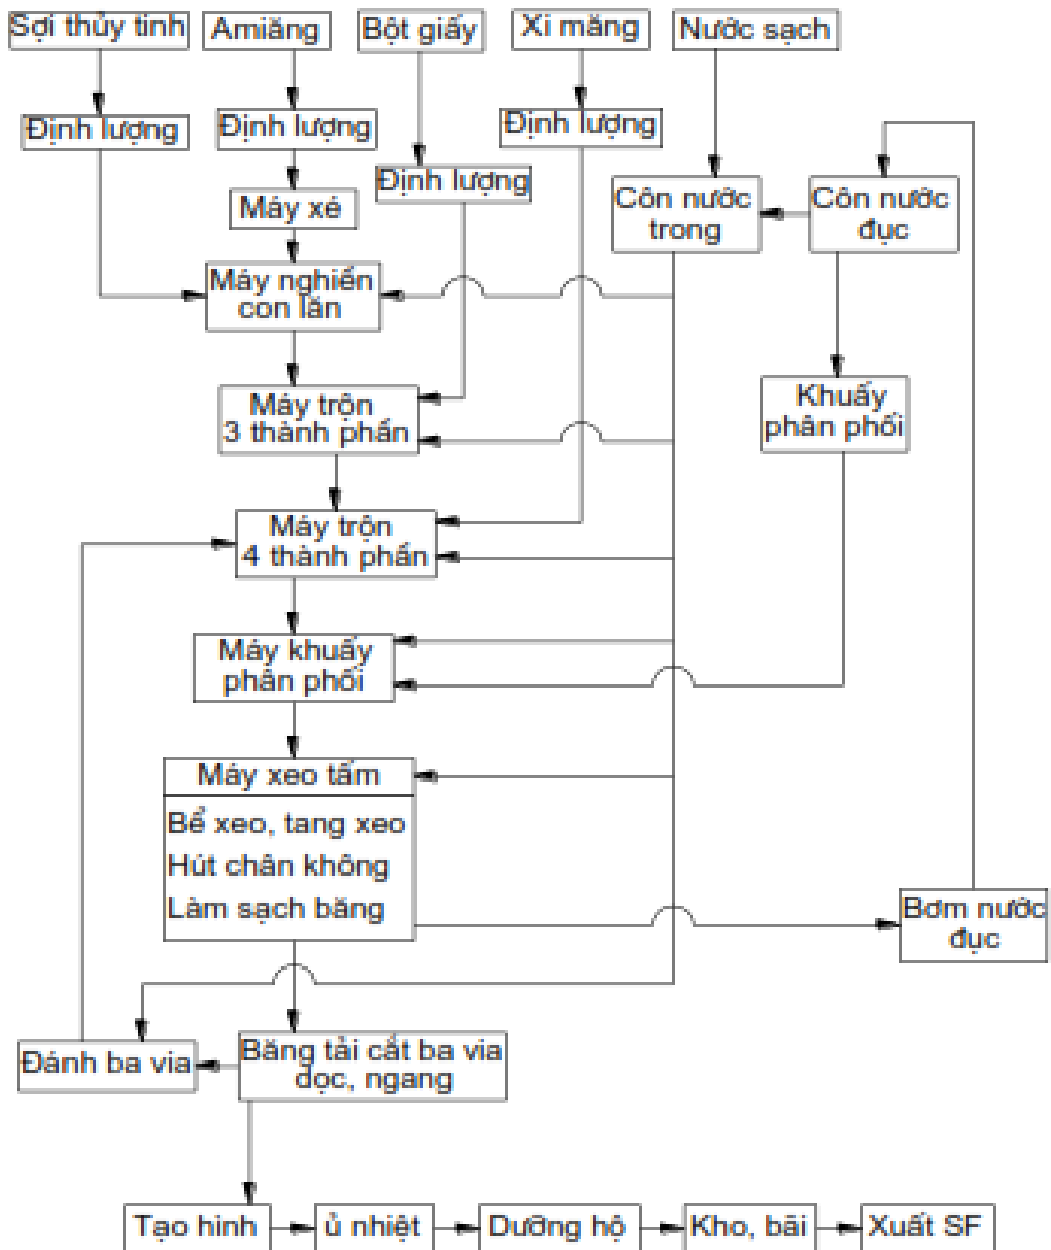 Sợi thủy tinh
Amiăng
Bột giấy
Xi măng
Nước sạch
Định lượng
Định lượng
Định lượng
Định lượng
Máy xé
Côn nước
trong
Côn nước
đục
Máy nghiền
con lăn
Máy trộn
3 thành phần
Khuấy
phân phối
Máy trộn
4 thành phần
Máy khuấy
phân phối
Máy xeo tấm
Bể xeo, tang xeo
Hút chân không
Làm sạch băng
Bơm nước
đục
Đánh ba via
Băng tải cắt ba via
dọc, ngang
Tạo hình
ủ nhiệt
Dưỡng hộ
Kho, bãi
Xuất SF